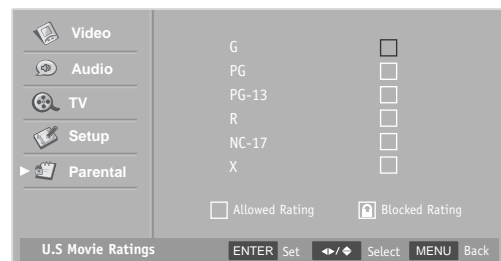 Video
Audio
TV
Setup
Parental
G
PG
PG-13
R
NC-17
X
Allowed Rating Blocked Rating
U.S Movie Ratings ENTER Set / Select MENU Back